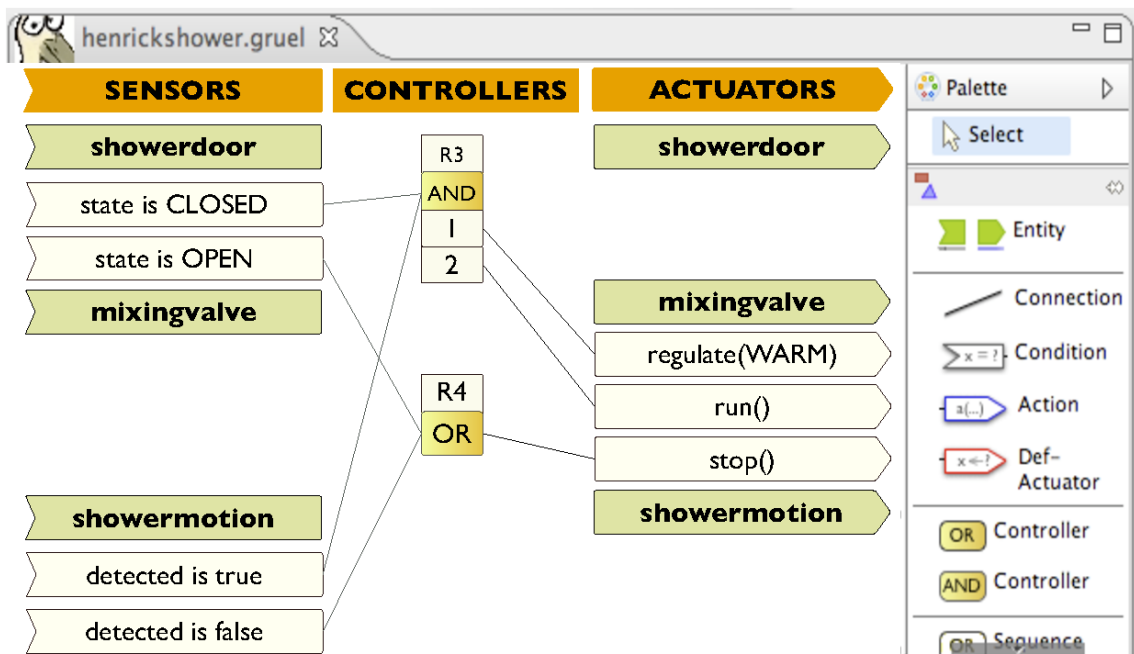 henrickshower.gruel
SENSORS
CONTROLLERS
ACTUATORS
showerdoor
state is CLOSED
state is OPEN
mixingvalve
showermotion
detected is true
detected is false
R3
AND
1
2
R4
OR
showerdoor
mixingvalve
regulate(WARM)
run()
stop()
showermotion
Palette
Select
Entity
Connection
x = ?
Condition
a(...)
Action
x ←?
Def-
Actuator
OR
Controller
AND
Controller
OR
Sequence